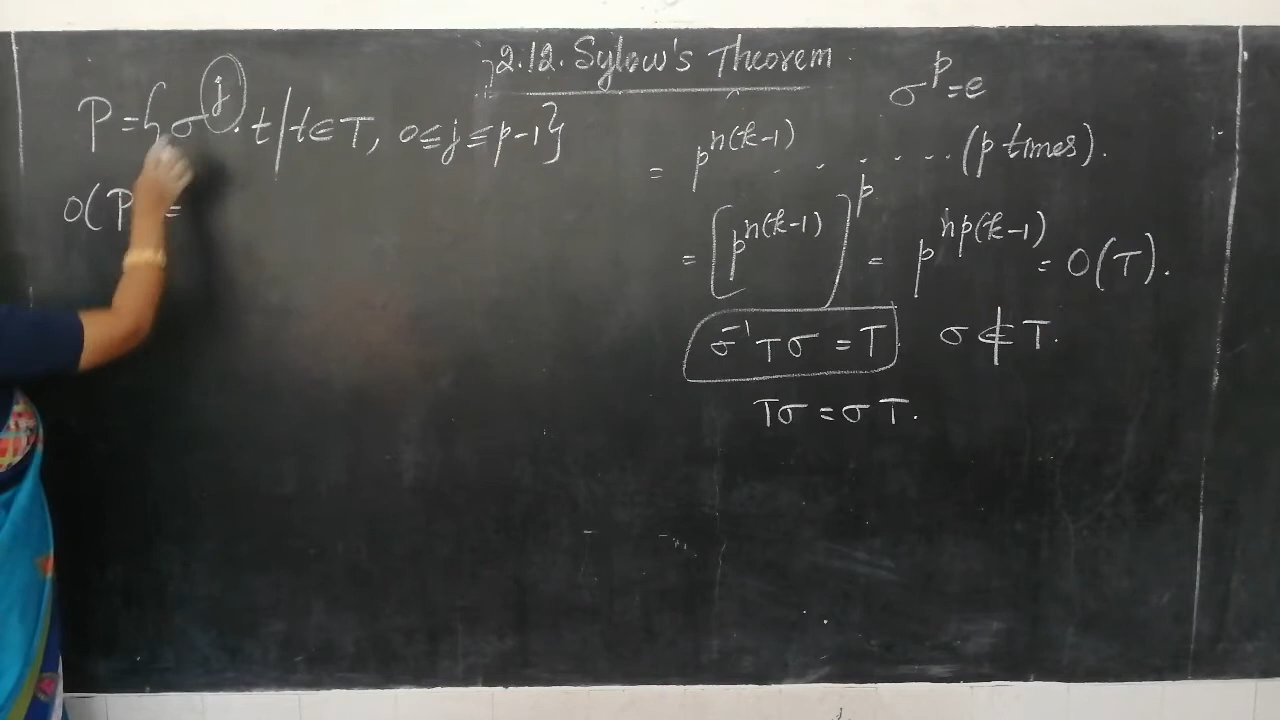 2.12. Sylow's Theorem
P = { σ^j . t / t ∈ T, 0 ≤ j ≤ p-1}
O(P) =
σ^p = e
= p^{n(k-1)} . . . . . . (p times).
= [p^{n(k-1)}]^p = p^{np(k-1)} = O(T).
σ^{-1} T σ = T σ ∉ T.
Tσ = σT.